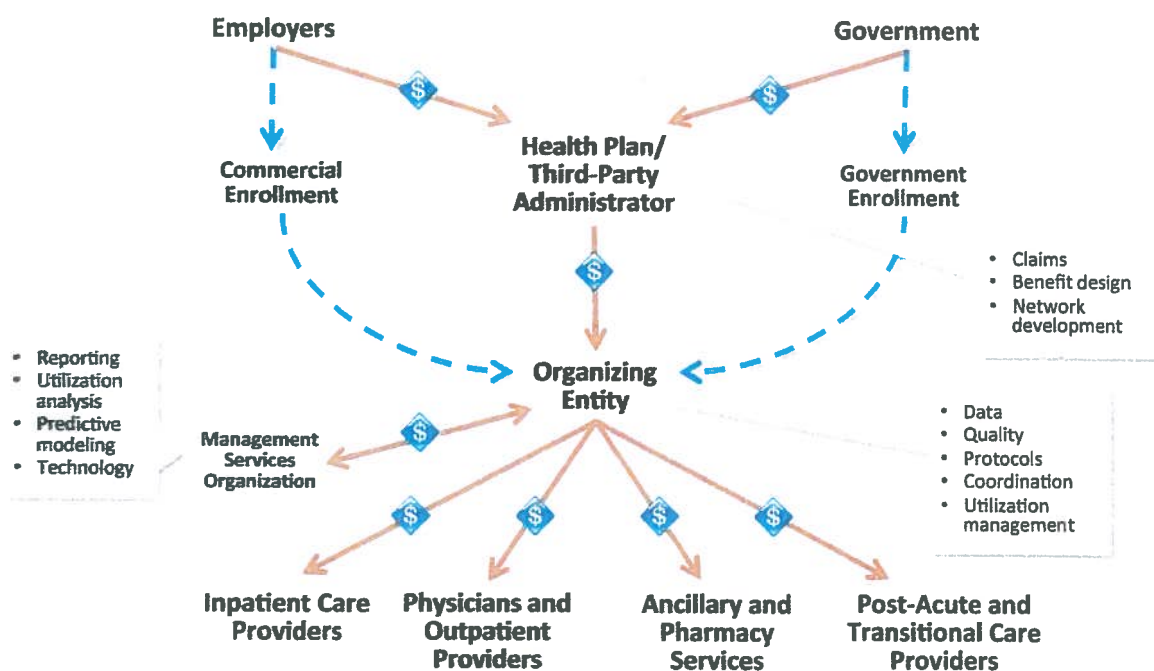 Employers
Government
$
$
Health Plan/
Third-Party
Administrator
Commercial
Enrollment
Government
Enrollment
$
• Claims
• Benefit design
• Network
development
• Reporting
• Utilization
analysis
• Predictive
modeling
• Technology
Organizing
Entity
$
Management
Services
Organization
• Data
• Quality
• Protocols
• Coordination
• Utilization
management
$
$
$
$
Inpatient Care
Providers
Physicians and
Outpatient
Providers
Ancillary and
Pharmacy
Services
Post-Acute and
Transitional Care
Providers